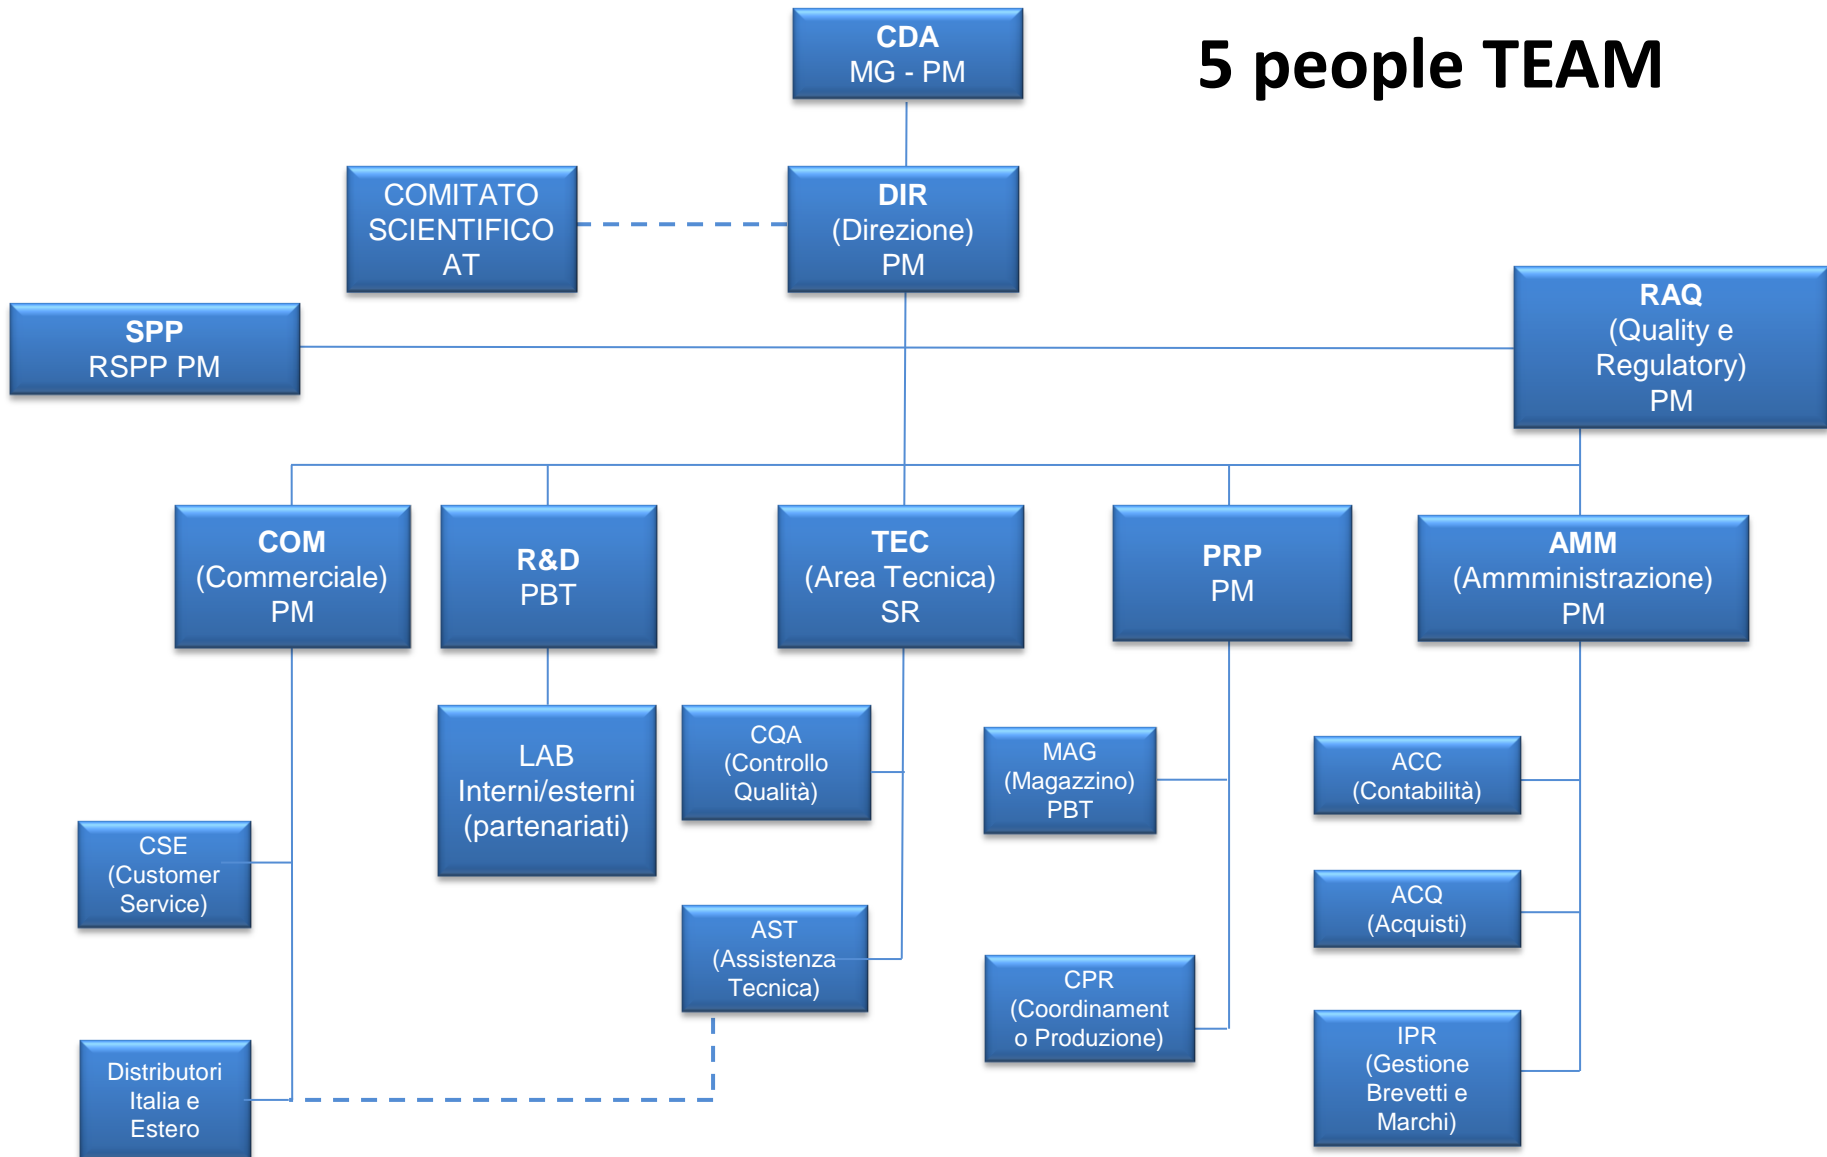 CDA
MG - PM
5 people TEAM
COMITATO
SCIENTIFICO
AT
DIR
(Direzione)
PM
SPP
RSPP PM
RAQ
(Quality e
Regulatory)
PM
COM
(Commerciale)
PM
R&D
PBT
TEC
(Area Tecnica)
SR
PRP
PM
AMM
(Ammministrazione)
PM
LAB
Interni/esterni
(partenariati)
CQA
(Controllo
Qualità)
MAG
(Magazzino)
PBT
ACC
(Contabilità)
CSE
(Customer
Service)
AST
(Assistenza
Tecnica)
ACQ
(Acquisti)
CPR
(Coordinament
o Produzione)
IPR
(Gestione
Brevetti e
Marchi)
Distributori
Italia e
Estero